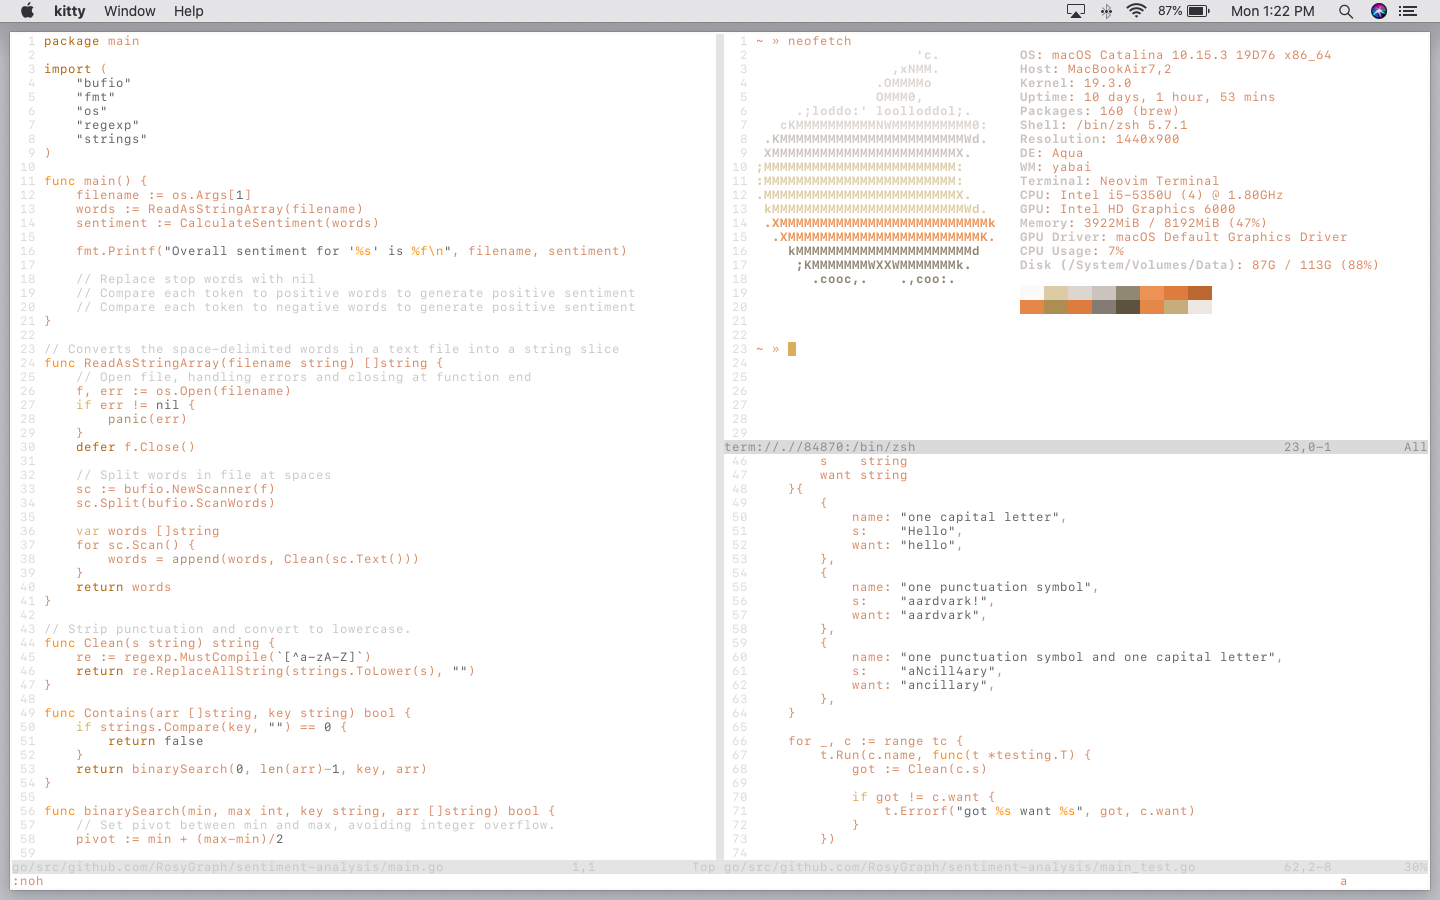 kitty Window Help 87% Mon 1:22 PM
1 package main
2
3 import (
4     "bufio"
5     "fmt"
6     "os"
7     "regexp"
8     "strings"
9 )
10
11 func main() {
12     filename := os.Args[1]
13     words := ReadAsStringArray(filename)
14     sentiment := CalculateSentiment(words)
15
16     fmt.Printf("Overall sentiment for '%s' is %f\n", filename, sentiment)
17
18     // Replace stop words with nil
19     // Compare each token to positive words to generate positive sentiment
20     // Compare each token to negative words to generate positive sentiment
21 }
22
23 // Converts the space-delimited words in a text file into a string slice
24 func ReadAsStringArray(filename string) []string {
25     // Open file, handling errors and closing at function end
26     f, err := os.Open(filename)
27     if err != nil {
28         panic(err)
29     }
30     defer f.Close()
31
32     // Split words in file at spaces
33     sc := bufio.NewScanner(f)
34     sc.Split(bufio.ScanWords)
35
36     var words []string
37     for sc.Scan() {
38         words = append(words, Clean(sc.Text()))
39     }
40     return words
41 }
42
43 // Strip punctuation and convert to lowercase.
44 func Clean(s string) string {
45     re := regexp.MustCompile(`[^a-zA-Z]`)
46     return re.ReplaceAllString(strings.ToLower(s), "")
47 }
48
49 func Contains(arr []string, key string) bool {
50     if strings.Compare(key, "") == 0 {
51         return false
52     }
53     return binarySearch(0, len(arr)-1, key, arr)
54 }
55
56 func binarySearch(min, max int, key string, arr []string) bool {
57     // Set pivot between min and max, avoiding integer overflow.
58     pivot := min + (max-min)/2
59
go/src/github.com/RosyGraph/sentiment-analysis/main.go 1,1 Top
:noh
1 ~ » neofetch
2                     'c.          OS: macOS Catalina 10.15.3 19D76 x86_64
3                  ,xNMM.          Host: MacBookAir7,2
4                .OMMMMo           Kernel: 19.3.0
5                OMMM0,            Uptime: 10 days, 1 hour, 53 mins
6      .;loddo:' loolloddol;.      Packages: 160 (brew)
7    cKMMMMMMMMMMNWMMMMMMMMMM0:    Shell: /bin/zsh 5.7.1
8  .KMMMMMMMMMMMMMMMMMMMMMMMWd.    Resolution: 1440x900
9  XMMMMMMMMMMMMMMMMMMMMMMMX.      DE: Aqua
10 ;MMMMMMMMMMMMMMMMMMMMMMMM:       WM: yabai
11 :MMMMMMMMMMMMMMMMMMMMMMMM:       Terminal: Neovim Terminal
12 .MMMMMMMMMMMMMMMMMMMMMMMMX.      CPU: Intel i5-5350U (4) @ 1.80GHz
13  kMMMMMMMMMMMMMMMMMMMMMMMMWd.    GPU: Intel HD Graphics 6000
14  .XMMMMMMMMMMMMMMMMMMMMMMMMMMk   Memory: 3922MiB / 8192MiB (47%)
15   .XMMMMMMMMMMMMMMMMMMMMMMMMK.   GPU Driver: macOS Default Graphics Driver
16     kMMMMMMMMMMMMMMMMMMMMMMd     CPU Usage: 7%
17      ;KMMMMMMMWXXWMMMMMMMk.      Disk (/System/Volumes/Data): 87G / 113G (88%)
18        .cooc,.    .,coo:.
19
20
21
22
23 ~ »
24
25
26
27
28
29
term://.//84870:/bin/zsh 23,0-1 All
46         s    string
47         want string
48     }{
49         {
50             name: "one capital letter",
51             s:    "Hello",
52             want: "hello",
53         },
54         {
55             name: "one punctuation symbol",
56             s:    "aardvark!",
57             want: "aardvark",
58         },
59         {
60             name: "one punctuation symbol and one capital letter",
61             s:    "aNcill4ary",
62             want: "ancillary",
63         },
64     }
65
66     for _, c := range tc {
67         t.Run(c.name, func(t *testing.T) {
68             got := Clean(c.s)
69
70             if got != c.want {
71                 t.Errorf("got %s want %s", got, c.want)
72             }
73         })
74
go/src/github.com/RosyGraph/sentiment-analysis/main_test.go 62,2-8 30%
a